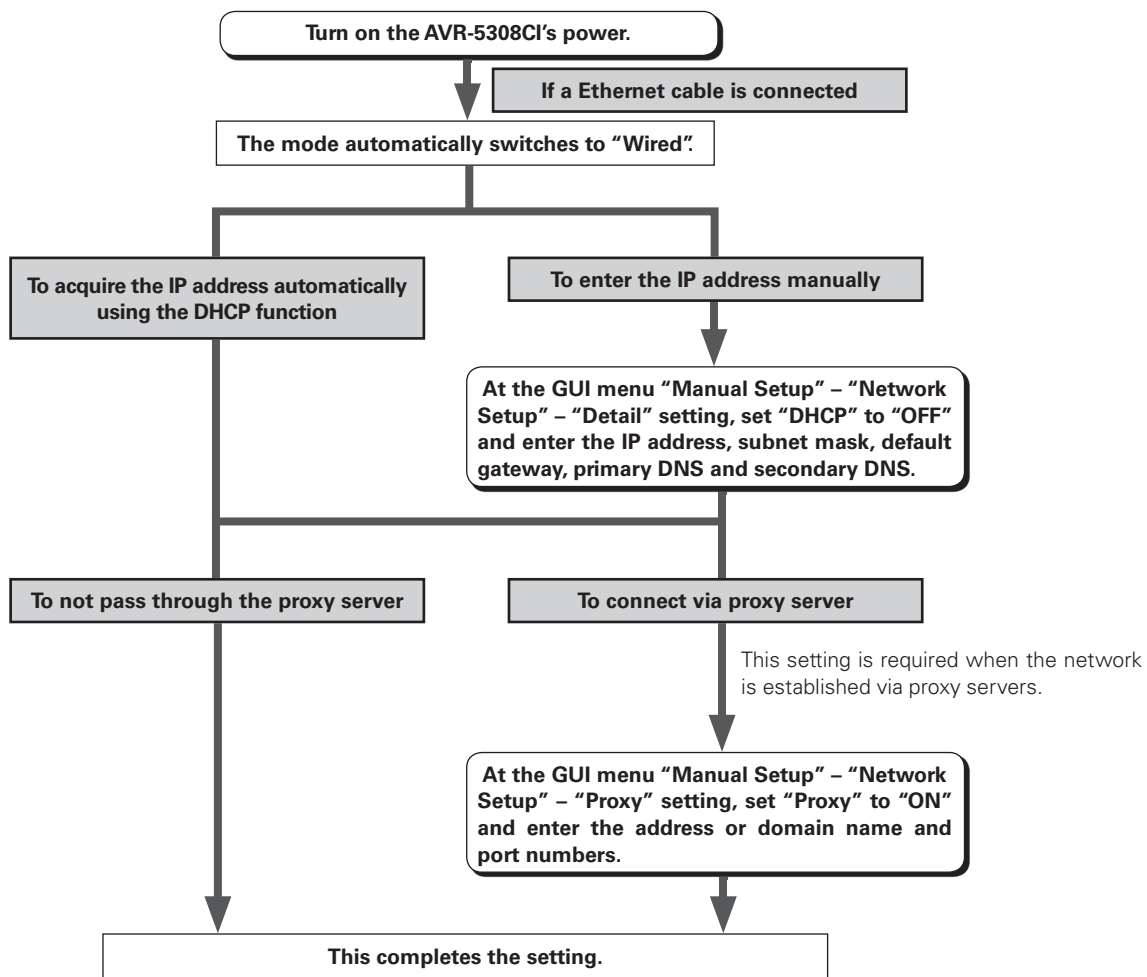 Turn on the AVR-5308CI's power.
If a Ethernet cable is connected
The mode automatically switches to “Wired”.
To acquire the IP address automatically
using the DHCP function
To enter the IP address manually
At the GUI menu “Manual Setup” – “Network
Setup” – “Detail” setting, set “DHCP” to “OFF”
and enter the IP address, subnet mask, default
gateway, primary DNS and secondary DNS.
To not pass through the proxy server
To connect via proxy server
This setting is required when the network
is established via proxy servers.
At the GUI menu “Manual Setup” – “Network
Setup” – “Proxy” setting, set “Proxy” to “ON”
and enter the address or domain name and
port numbers.
This completes the setting.